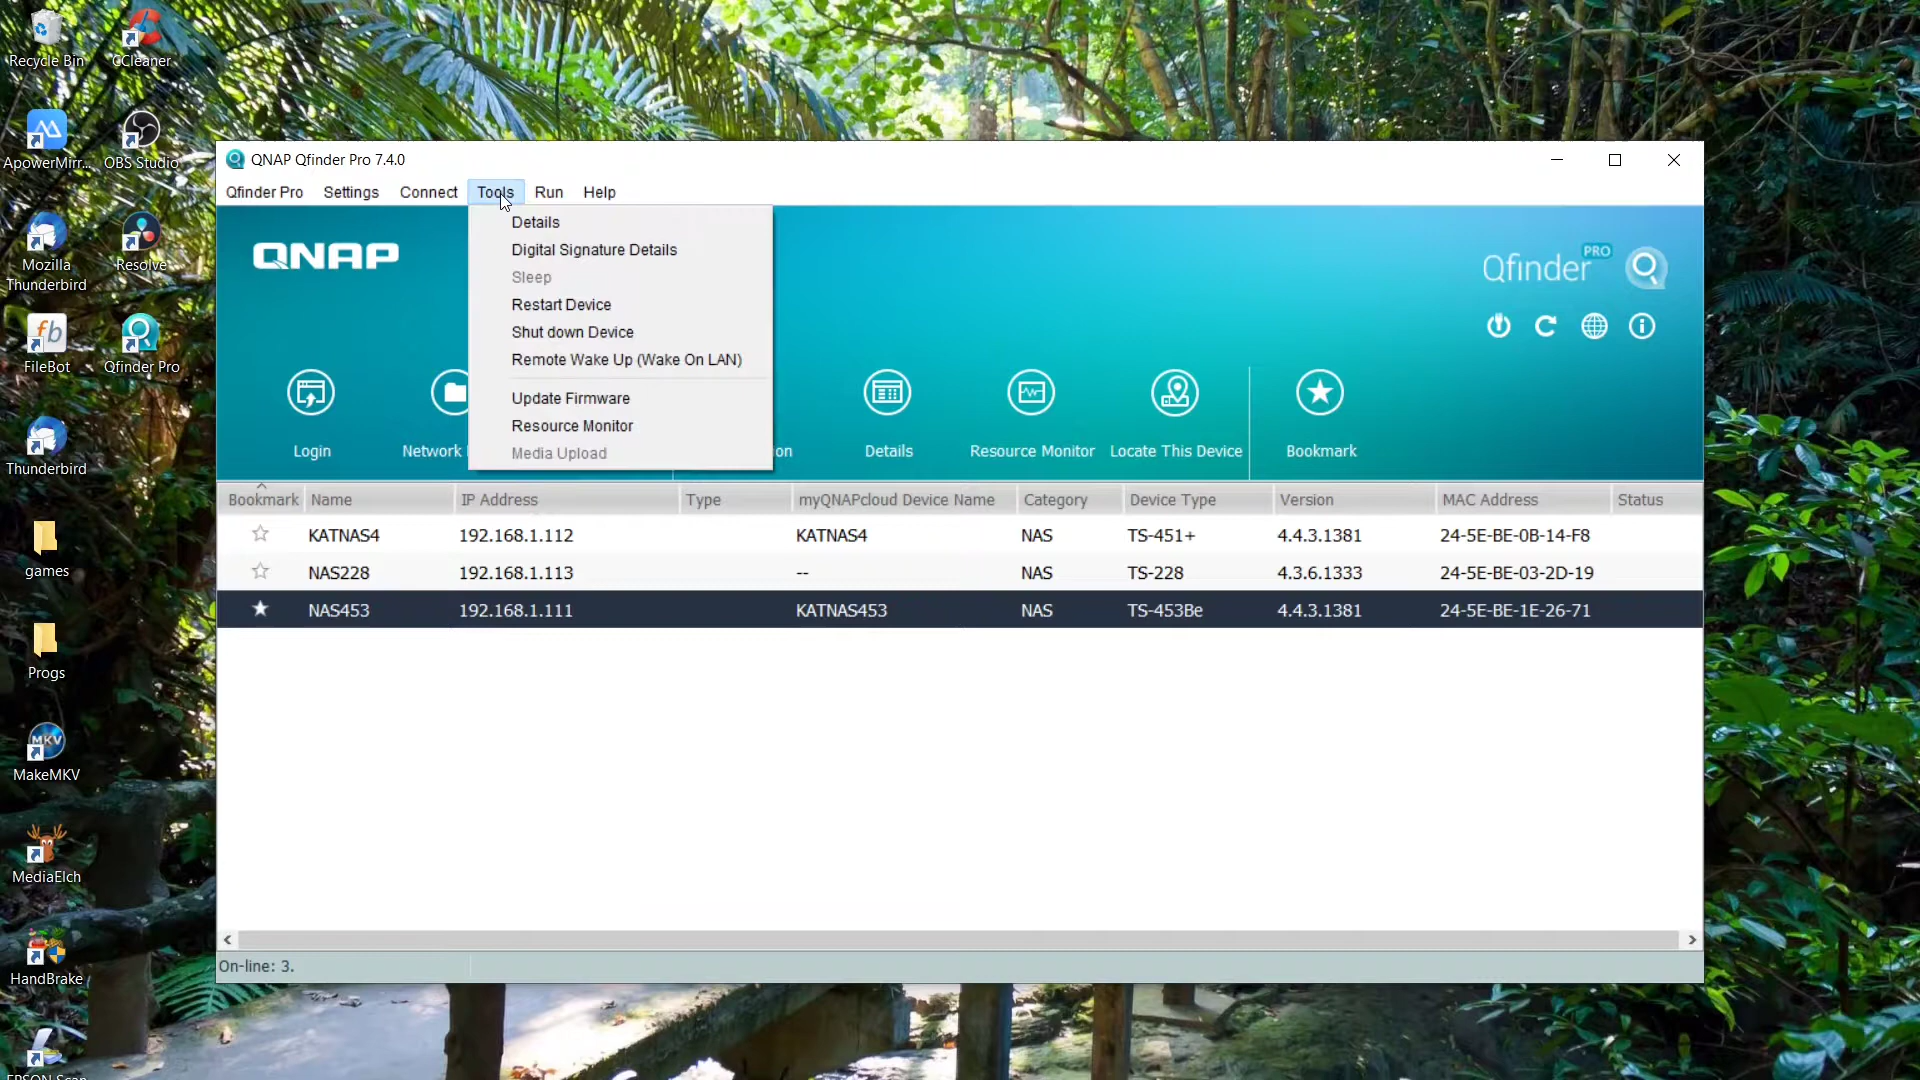 Recycle Bin
CCleaner
ApowerMirr...
OBS Studio
Mozilla
Thunderbird
Resolve
fb
FileBot
Qfinder Pro
Thunderbird
games
Progs
MKV
MakeMKV
MediaElch
HandBrake
EPSON Scan
QNAP Qfinder Pro 7.4.0
Qfinder Pro Settings Connect Tools Run Help
Details
Digital Signature Details
Sleep
Restart Device
Shut down Device
Remote Wake Up (Wake On LAN)
Update Firmware
Resource Monitor
Media Upload
QNAP
Qfinder PRO
Login
Network
on
Details
Resource Monitor
Locate This Device
Bookmark
Bookmark Name IP Address Type myQNAPcloud Device Name Category Device Type Version MAC Address Status
KATNAS4 192.168.1.112 KATNAS4 NAS TS-451+ 4.4.3.1381 24-5E-BE-0B-14-F8
NAS228 192.168.1.113 -- NAS TS-228 4.3.6.1333 24-5E-BE-03-2D-19
NAS453 192.168.1.111 KATNAS453 NAS TS-453Be 4.4.3.1381 24-5E-BE-1E-26-71
On-line: 3.